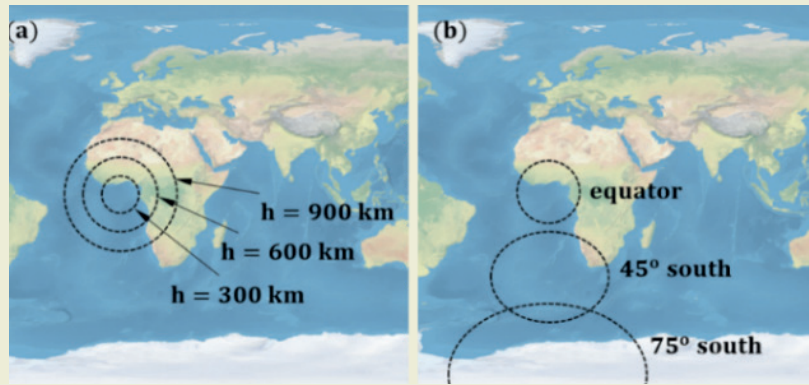 (a)
h = 900 km
h = 600 km
h = 300 km
(b)
equator
45° south
75° south